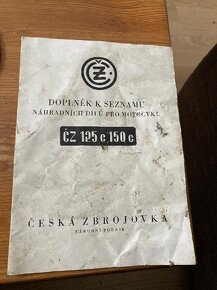 ČZ
DOPLNĚK K SEZNAMU
NÁHRADNÍCH DÍLŮ PRO MOTOCYKL
ČZ 125 c 150 c
ČESKÁ ZBROJOVKA
NÁRODNÍ PODNIK